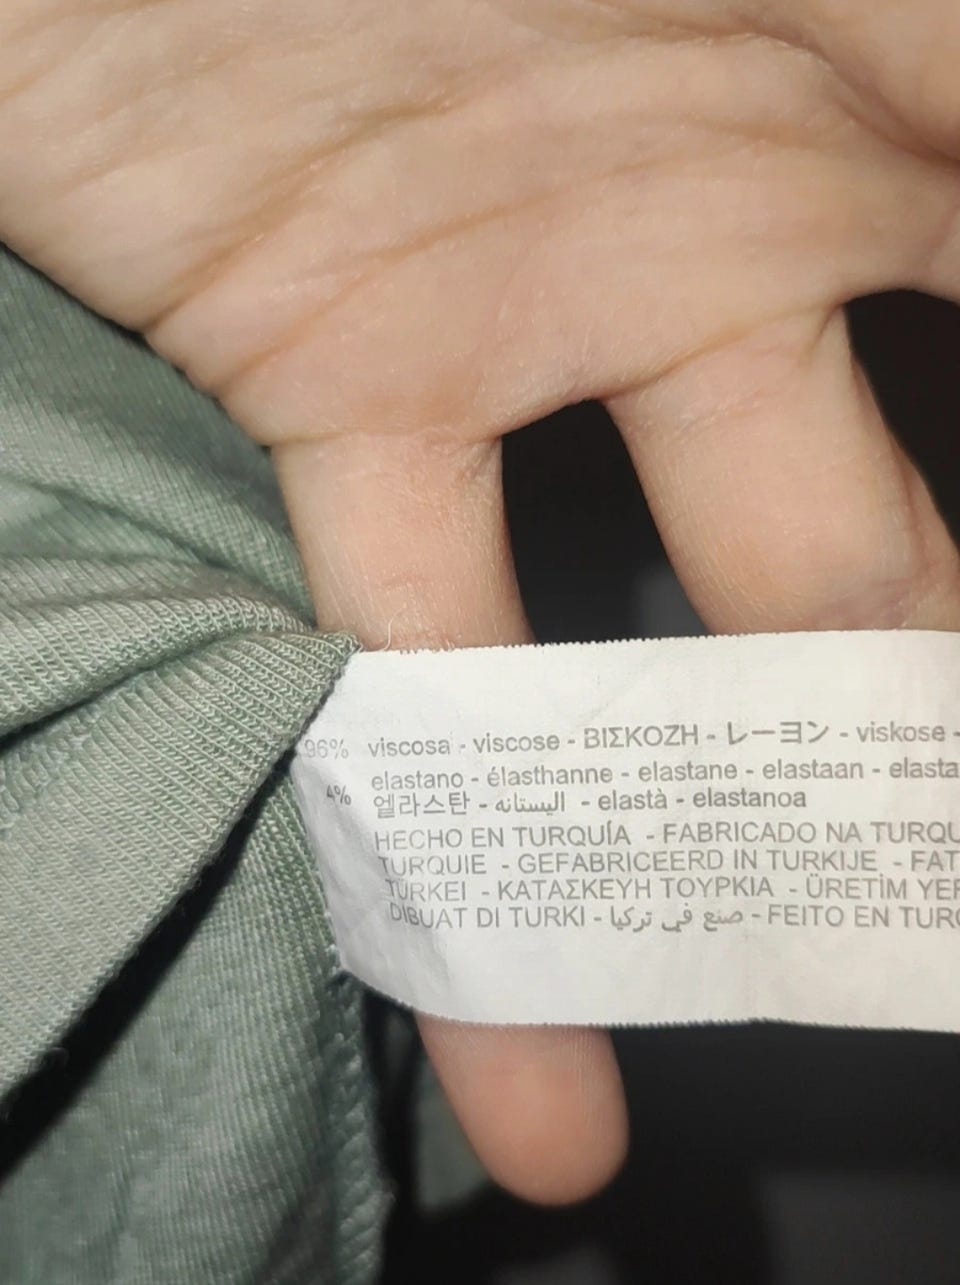 96% viscosa - viscose - ΒΙΣΚΟΖΗ - レーヨン - viskose -
4% elastano - élasthanne - elastane - elastaan - elasta
엘라스탄 - اليستانه - elastà - elastanoa
HECHO EN TURQUÍA - FABRICADO NA TURQU
TURQUIE - GEFABRICEERD IN TURKIJE - FAT
TÜRKEI - ΚΑΤΑΣΚΕΥΗ ΤΟΥΡΚΙΑ - ÜRETİM YER
DIBUAT DI TURKI - صنع في تركيا - FEITO EN TURQ